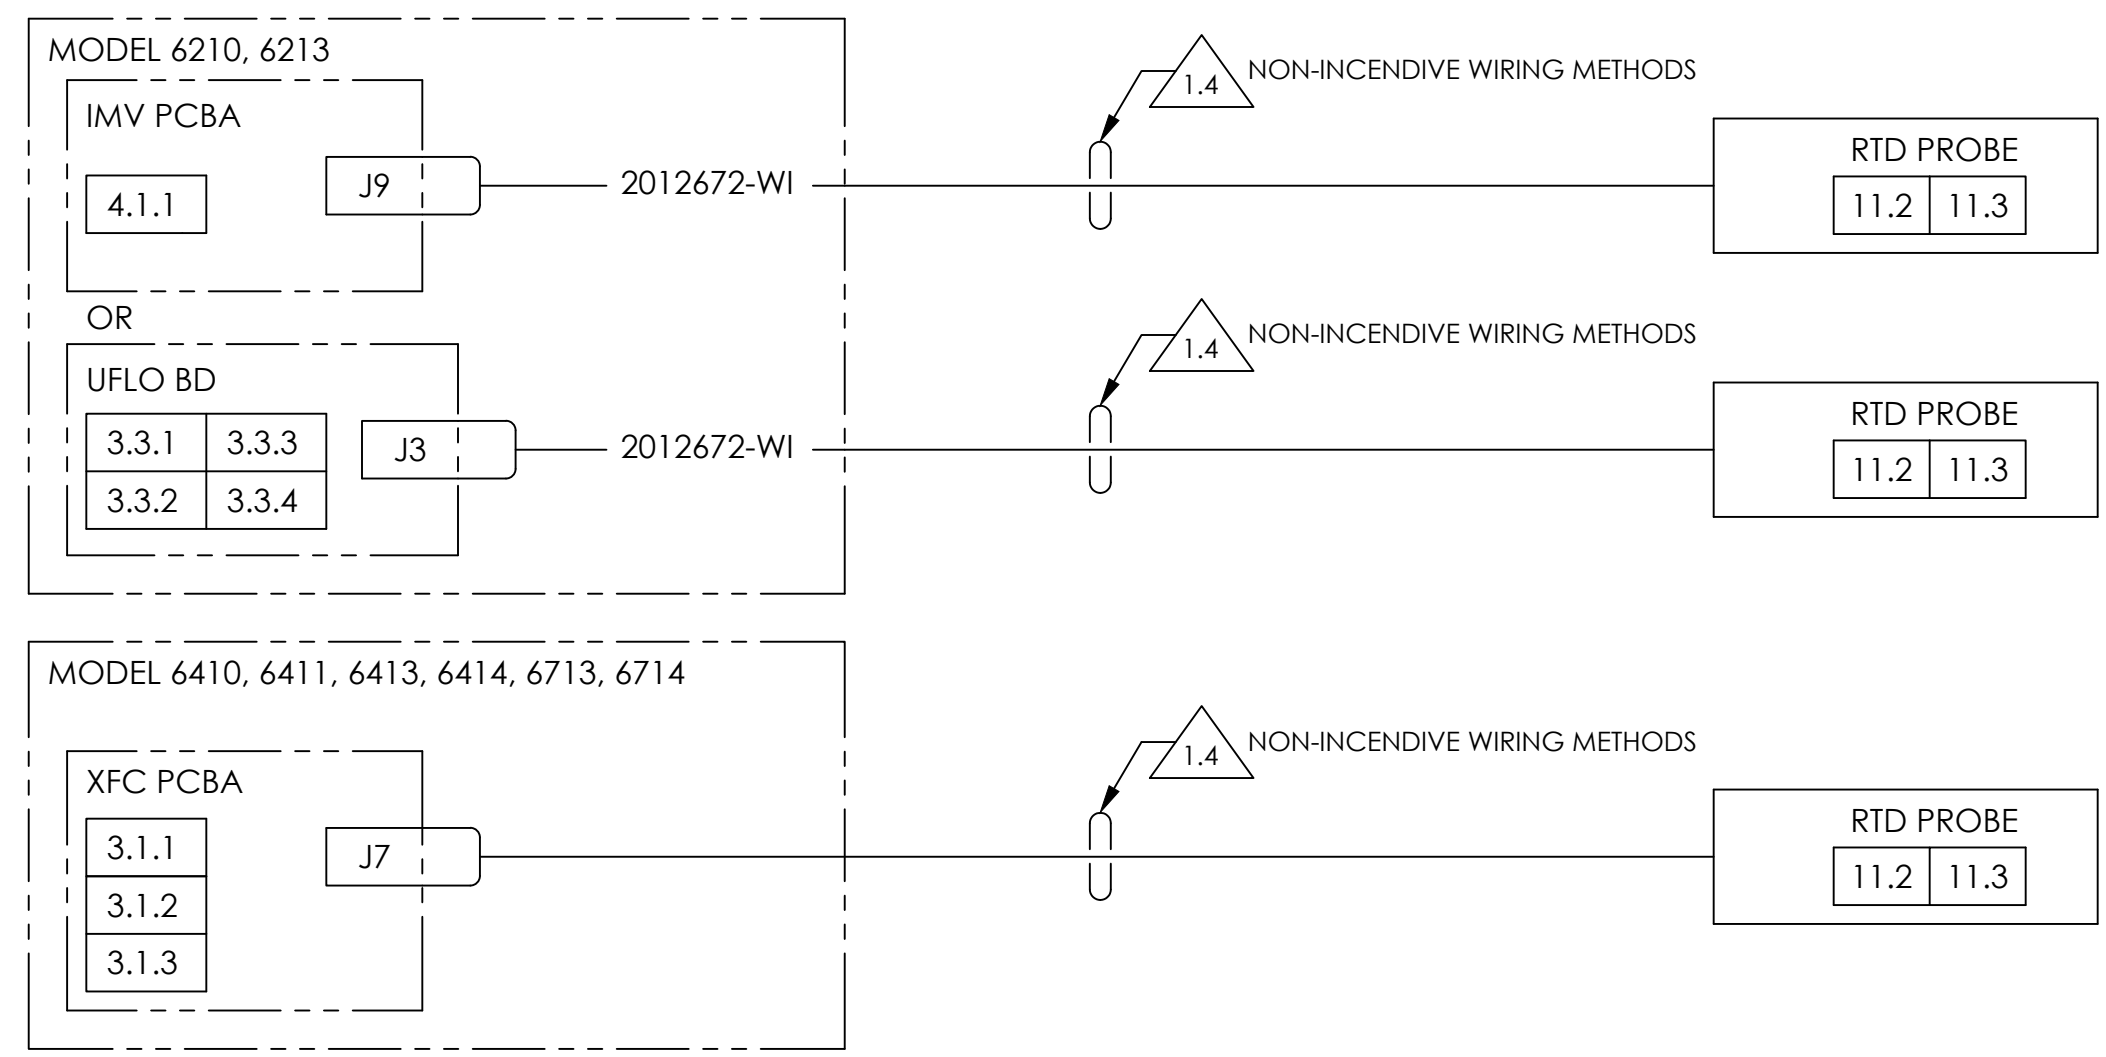 MODEL 6210, 6213
IMV PCBA
4.1.1
J9
2012672-WI
1.4
NON-INCENDIVE WIRING METHODS
RTD PROBE
11.2 11.3
OR
UFLO BD
3.3.1 3.3.3
3.3.2 3.3.4
J3
2012672-WI
1.4
NON-INCENDIVE WIRING METHODS
RTD PROBE
11.2 11.3
MODEL 6410, 6411, 6413, 6414, 6713, 6714
XFC PCBA
3.1.1
3.1.2
3.1.3
J7
1.4
NON-INCENDIVE WIRING METHODS
RTD PROBE
11.2 11.3